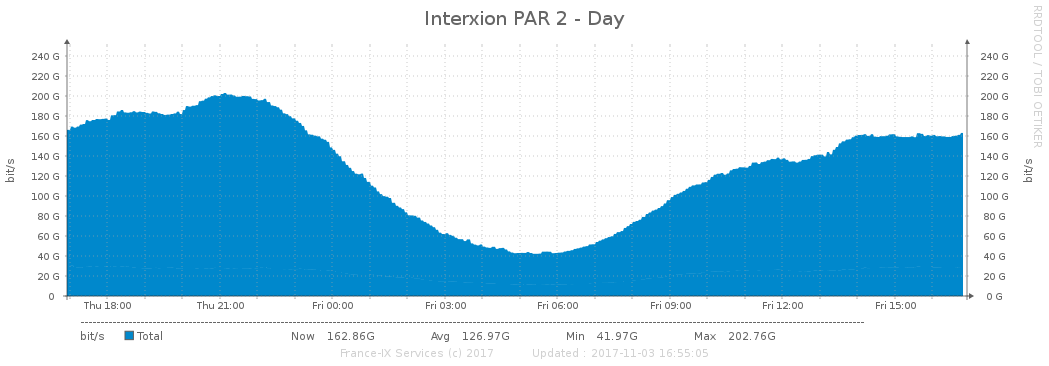 Interxion PAR 2 - Day
RRDTOOL / TOBI OETIKER
240 G 240 G
220 G 220 G
200 G 200 G
180 G 180 G
160 G 160 G
140 G 140 G
120 G 120 G
100 G 100 G
80 G 80 G
60 G 60 G
40 G 40 G
20 G 20 G
0 0 G
bit/s bit/s
Thu 18:00 Thu 21:00 Fri 00:00 Fri 03:00 Fri 06:00 Fri 09:00 Fri 12:00 Fri 15:00
bit/s Total Now 162.86G Avg 126.97G Min 41.97G Max 202.76G
France-IX Services (c) 2017 Updated : 2017-11-03 16:55:05